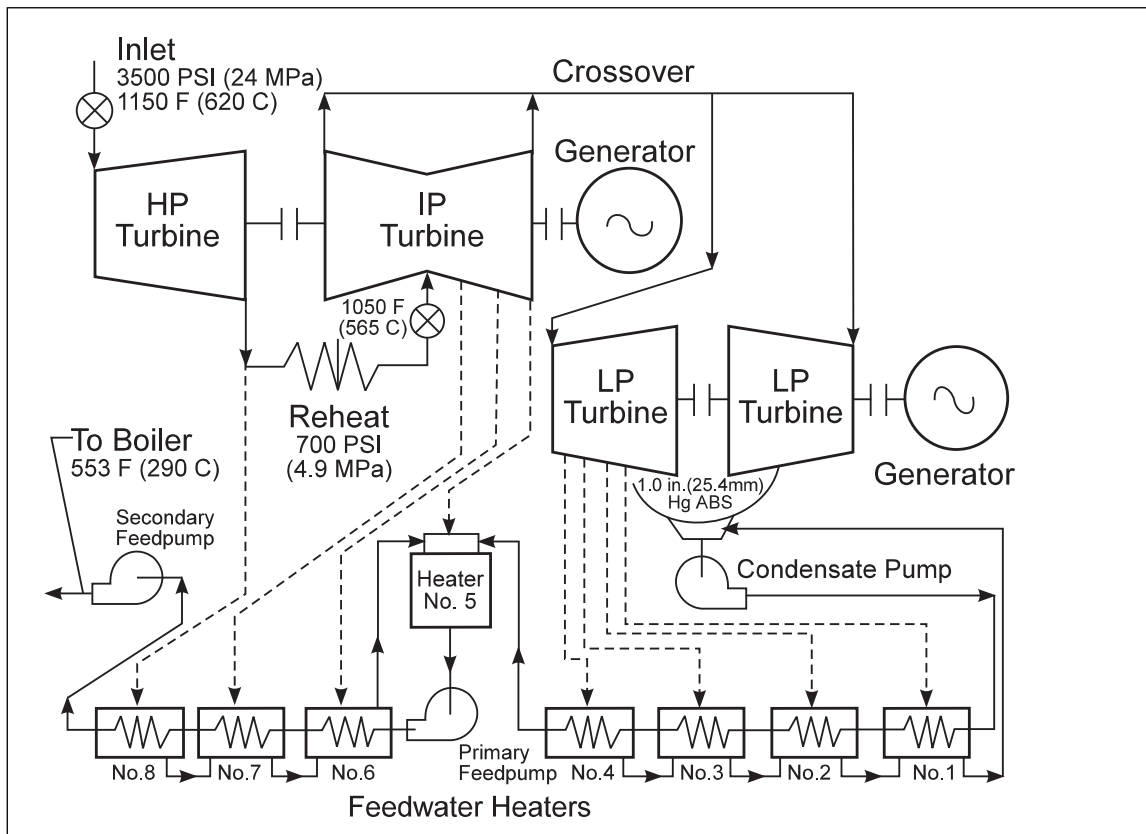 Inlet
3500 PSI (24 MPa)
1150 F (620 C)
Crossover
Generator
HP
Turbine
IP
Turbine
1050 F
(565 C)
LP
Turbine
LP
Turbine
Reheat
700 PSI
(4.9 MPa)
Generator
To Boiler
553 F (290 C)
1.0 in.(25.4mm)
Hg ABS
Secondary
Feedpump
Heater
No. 5
Condensate Pump
Primary
Feedpump
No.8
No.7
No.6
No.4
No.3
No.2
No.1
Feedwater Heaters